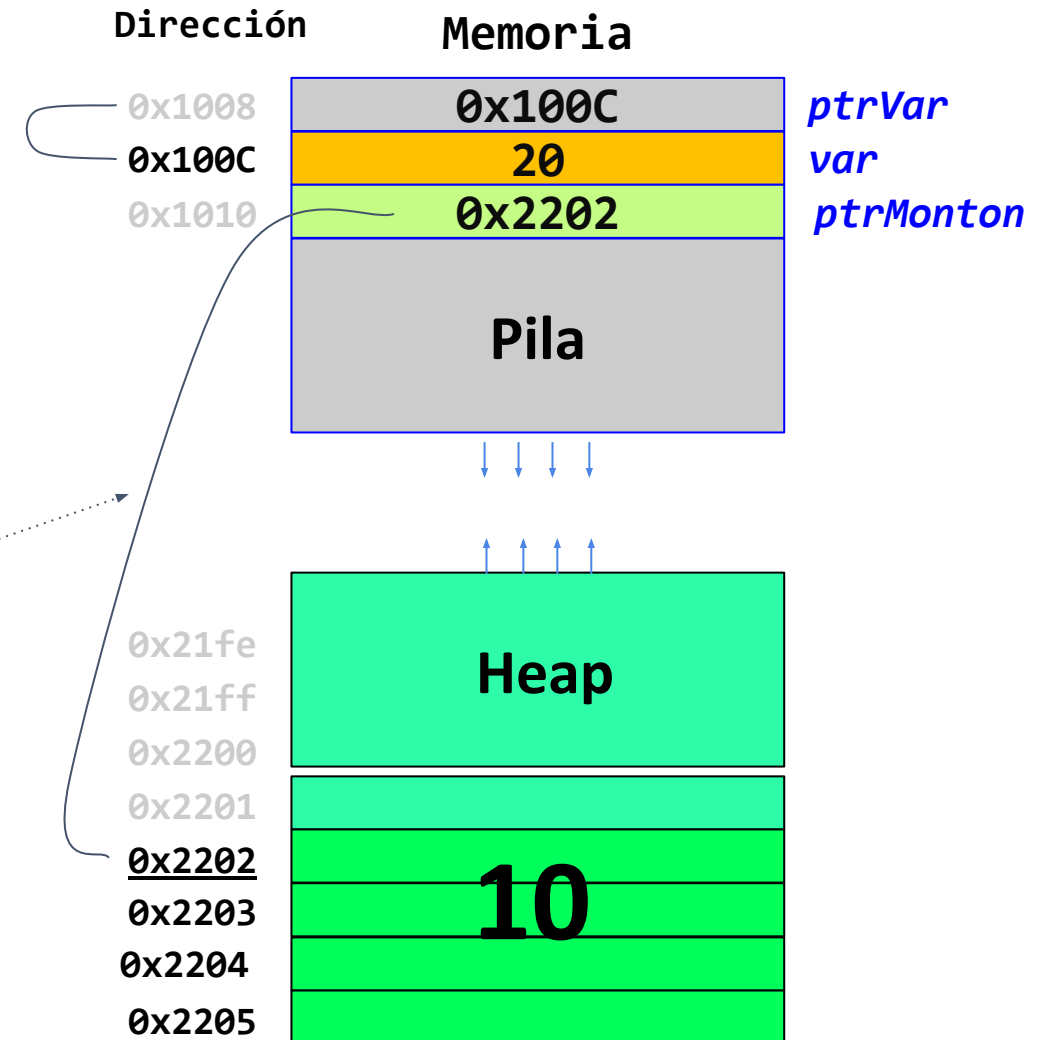 Dirección Memoria
0x1008 0x100C ptrVar
0x100C 20 var
0x1010 0x2202 ptrMonton
Pila
0x21fe
Heap
0x21ff
0x2200
0x2201
0x2202
10
0x2203
0x2204
0x2205